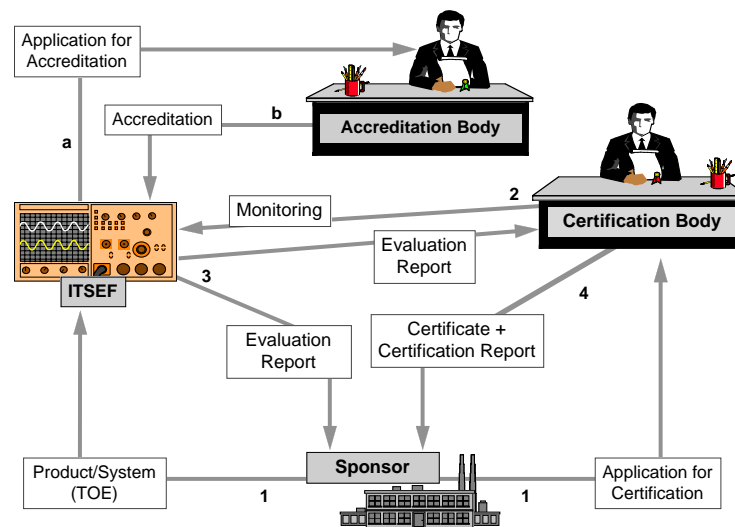 Application for
Accreditation
Accreditation
b
Accreditation Body
a
Monitoring
2
Certification Body
Evaluation
Report
ITSEF
3
4
Evaluation
Report
Certificate +
Certification Report
Product/System
(TOE)
1
Sponsor
1
Application for
Certification